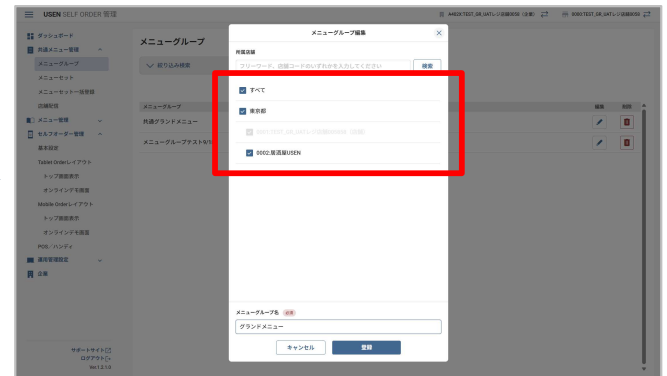 USEN SELF ORDER 管理
ダッシュボード
共通メニュー管理
メニューグループ
メニューセット
メニューセット一括登録
店舗配信
メニュー管理
セルフオーダー管理
基本設定
Tablet Orderレイアウト
トップ画面表示
オンラインデモ画面
Mobile Orderレイアウト
トップ画面表示
オンラインデモ画面
POS/ハンディ
運用管理設定
企業
サポートサイト
ログアウト
Ver.1.2.1.0
メニューグループ
絞り込み検索
メニューグループ
編集
削除
共通グランドメニュー
メニューグループテスト9/1
メニューグループ編集
所属店舗
フリーワード、店舗コードのいずれかを入力してください
検索
すべて
東京都
0002:居酒屋USEN
メニューグループ名 必須
グランドメニュー
キャンセル
登録